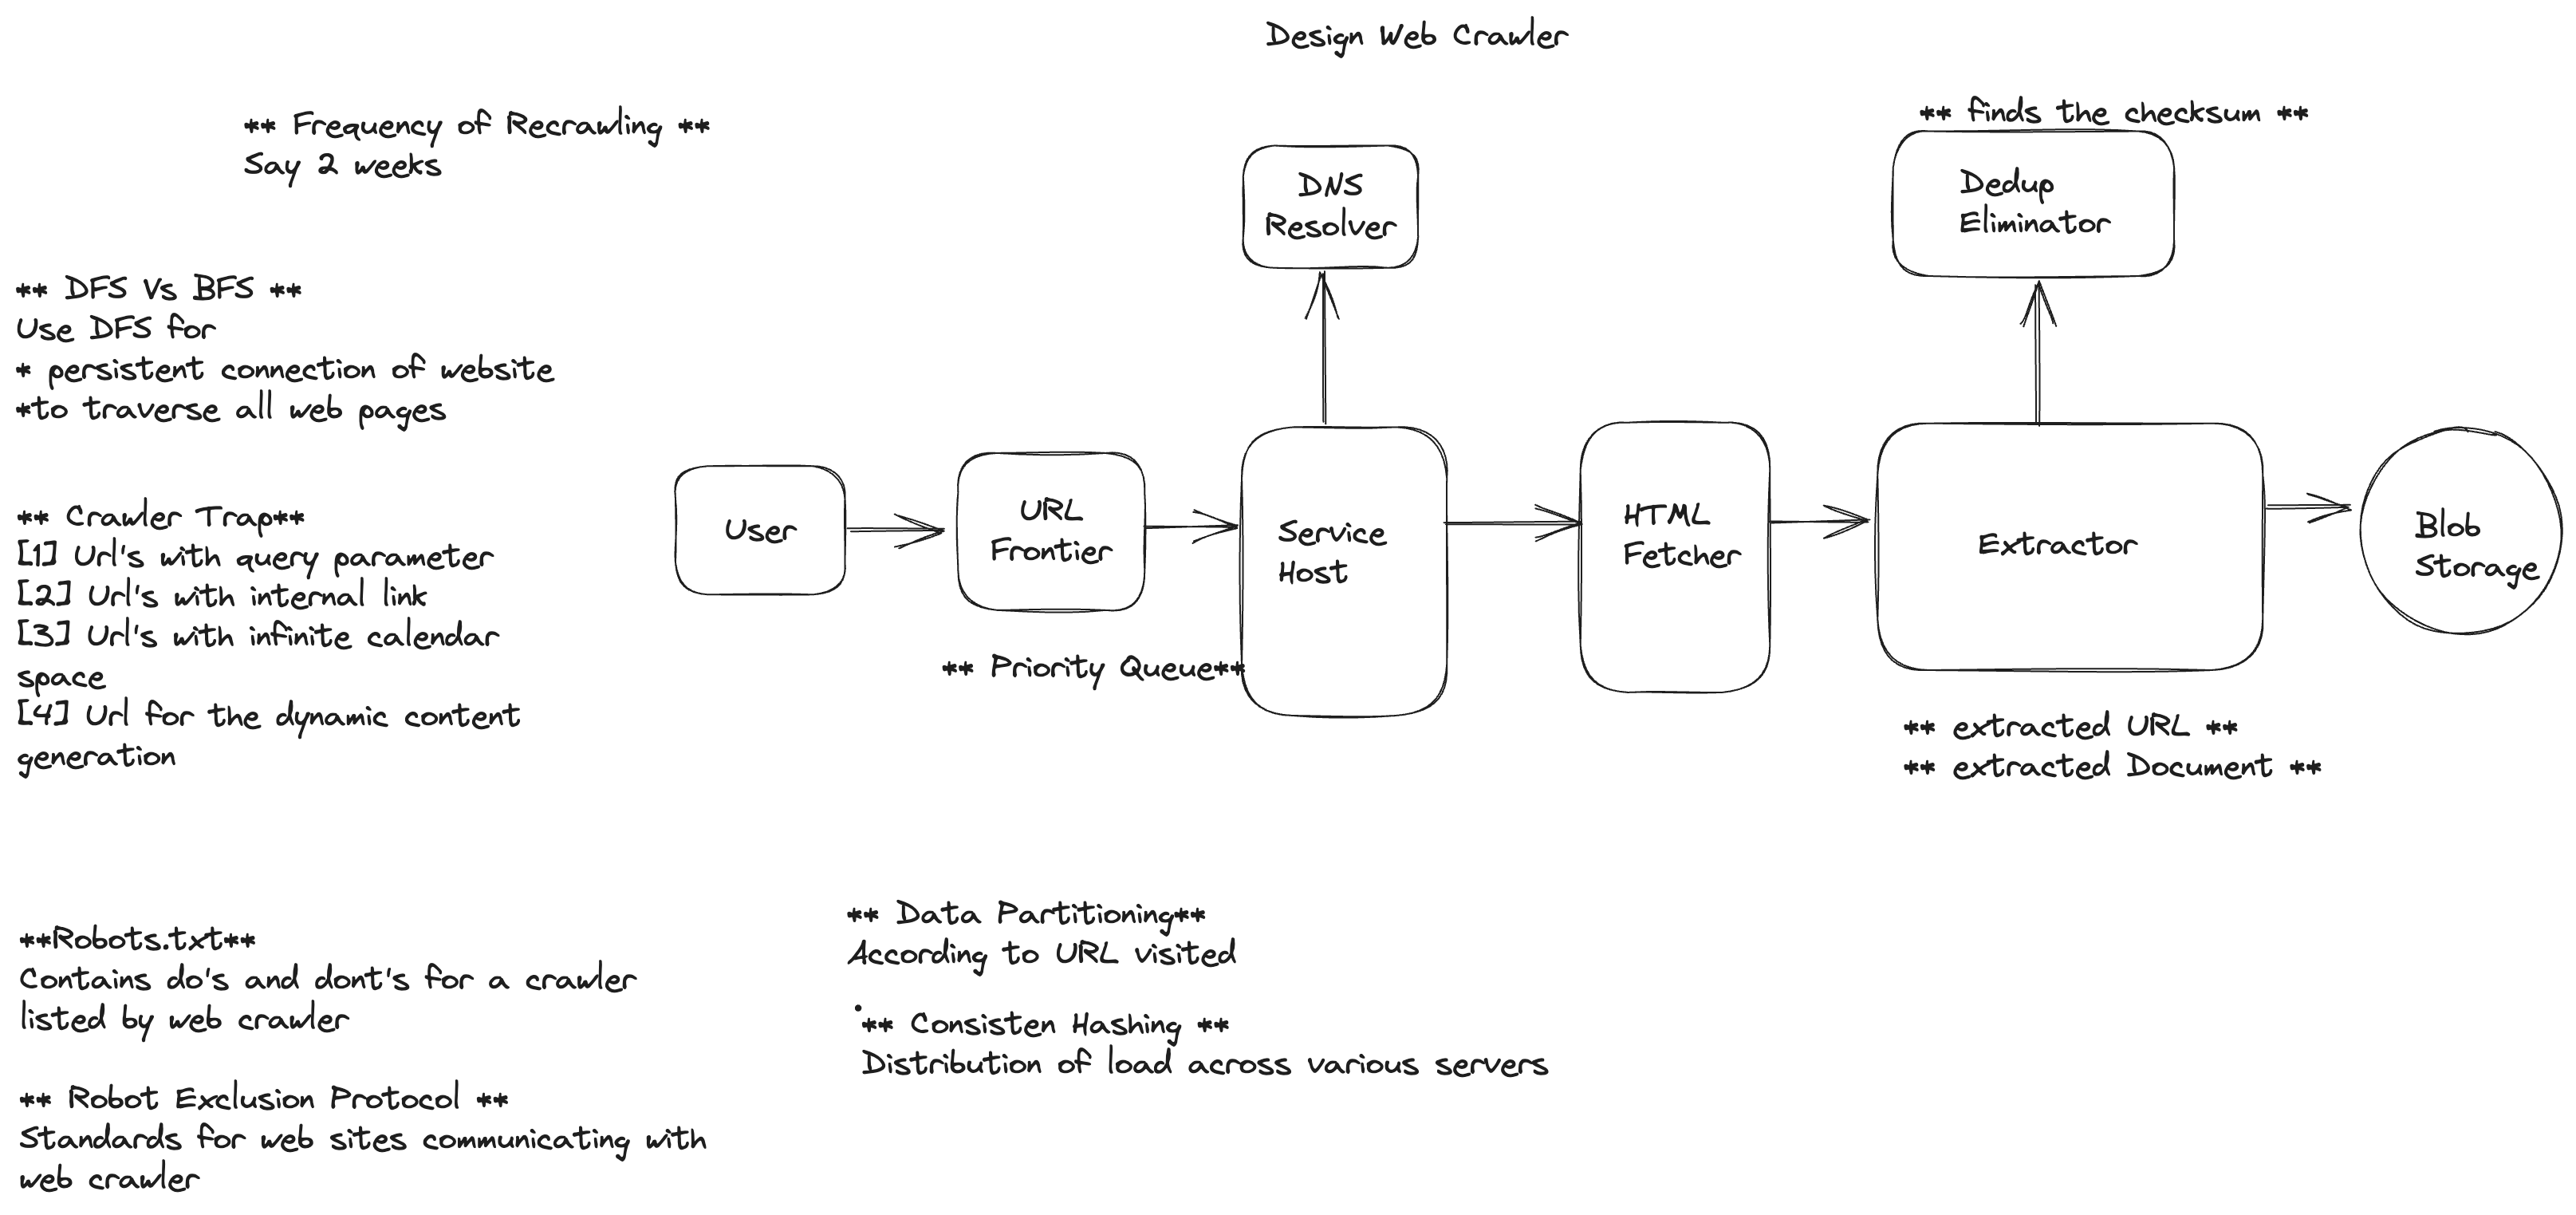 Design Web Crawler
** Frequency of Recrawling **
Say 2 weeks
** DFS Vs BFS **
Use DFS for
* persistent connection of website
*to traverse all web pages
** Crawler Trap**
[1] Url's with query parameter
[2] Url's with internal link
[3] Url's with infinite calendar
space
[4] Url for the dynamic content
generation
**Robots.txt**
Contains do's and dont's for a crawler
listed by web crawler
** Robot Exclusion Protocol **
Standards for web sites communicating with
web crawler
User
URL
Frontier
** Priority Queue**
DNS
Resolver
Service
Host
HTML
Fetcher
** finds the checksum **
Dedup
Eliminator
Extractor
** extracted URL **
** extracted Document **
Blob
Storage
** Data Partitioning**
According to URL visited
** Consisten Hashing **
Distribution of load across various servers